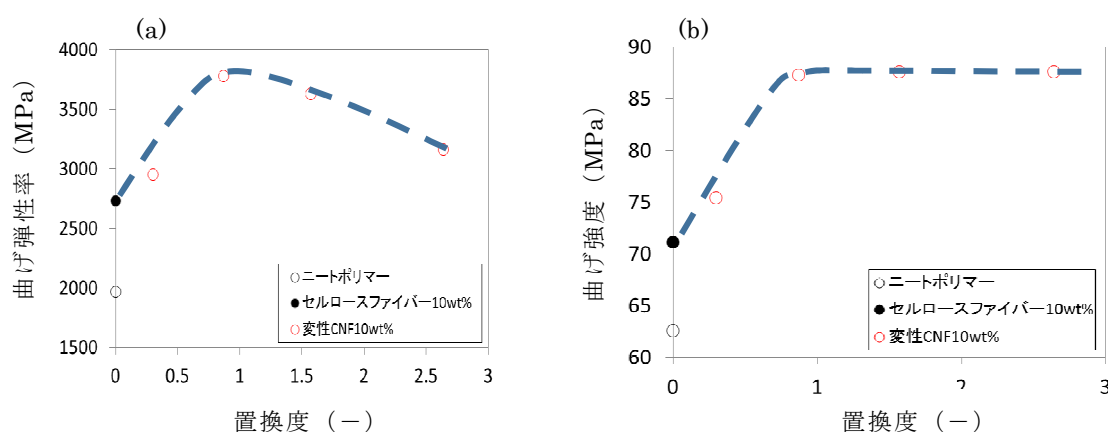 (a)
4000
3500
3000
2500
2000
1500
曲げ弾性率（MPa）
○ニートポリマー
●セルロースファイバー10wt%
○変性CNF10wt%
0 0.5 1 1.5 2 2.5 3
置換度（－）
(b)
90
85
80
75
70
65
60
曲げ強度（MPa）
○ニートポリマー
●セルロースファイバー10wt%
○変性CNF10wt%
0 1 2 3
置換度（－）